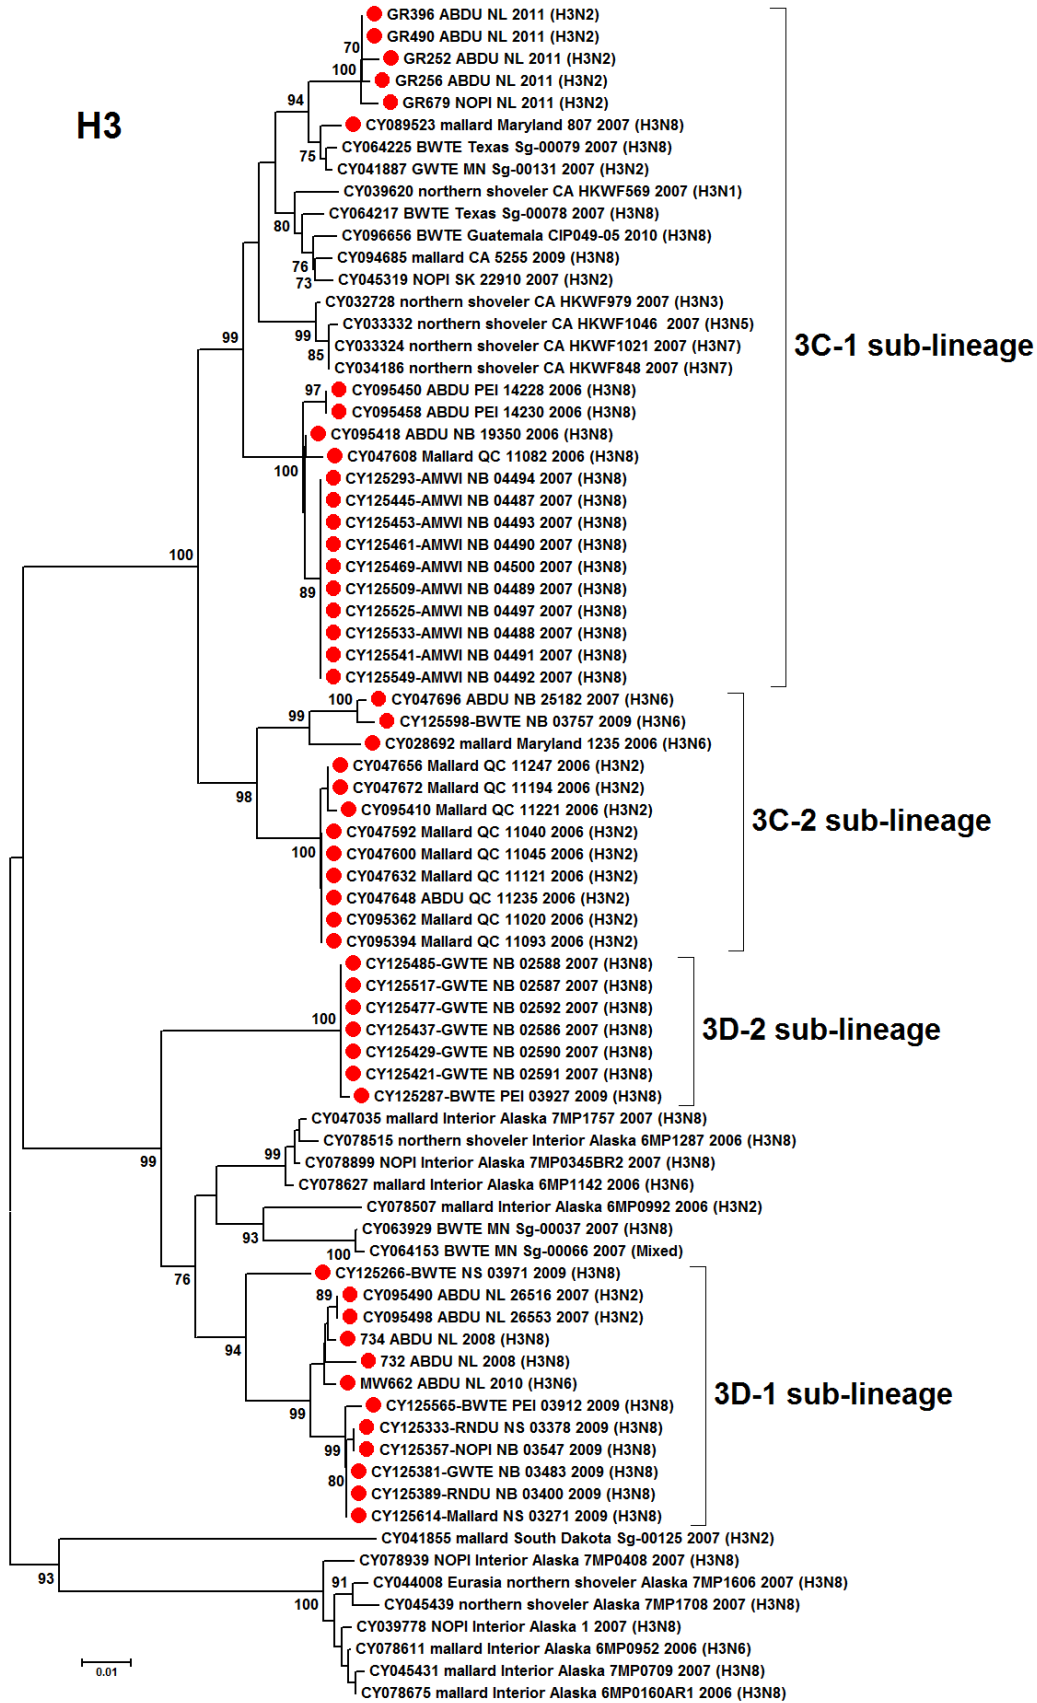 GR396 ABDU NL 2011 (H3N2)
GR490 ABDU NL 2011 (H3N2)
70
GR252 ABDU NL 2011 (H3N2)
100
GR256 ABDU NL 2011 (H3N2)
94
GR679 NOPI NL 2011 (H3N2)
H3
CY089523 mallard Maryland 807 2007 (H3N8)
CY064225 BWTE Texas Sg-00079 2007 (H3N8)
75
CY041887 GWTE MN Sg-00131 2007 (H3N2)
CY039620 northern shoveler CA HKWF569 2007 (H3N1)
CY064217 BWTE Texas Sg-00078 2007 (H3N8)
80
CY096656 BWTE Guatemala CIP049-05 2010 (H3N8)
CY094685 mallard CA 5255 2009 (H3N8)
76
CY045319 NOPI SK 22910 2007 (H3N2)
73
CY032728 northern shoveler CA HKWF979 2007 (H3N3)
CY033332 northern shoveler CA HKWF1046 2007 (H3N5)
99
99
CY033324 northern shoveler CA HKWF1021 2007 (H3N7)
3C-1 sub-lineage
85
CY034186 northern shoveler CA HKWF848 2007 (H3N7)
97
CY095450 ABDU PEI 14228 2006 (H3N8)
CY095458 ABDU PEI 14230 2006 (H3N8)
CY095418 ABDU NB 19350 2006 (H3N8)
CY047608 Mallard QC 11082 2006 (H3N8)
100
CY125293-AMWI NB 04494 2007 (H3N8)
CY125445-AMWI NB 04487 2007 (H3N8)
CY125453-AMWI NB 04493 2007 (H3N8)
CY125461-AMWI NB 04490 2007 (H3N8)
100
CY125469-AMWI NB 04500 2007 (H3N8)
CY125509-AMWI NB 04489 2007 (H3N8)
89
CY125525-AMWI NB 04497 2007 (H3N8)
CY125533-AMWI NB 04488 2007 (H3N8)
CY125541-AMWI NB 04491 2007 (H3N8)
CY125549-AMWI NB 04492 2007 (H3N8)
100
CY047696 ABDU NB 25182 2007 (H3N6)
99
CY125598-BWTE NB 03757 2009 (H3N6)
CY028692 mallard Maryland 1235 2006 (H3N6)
CY047656 Mallard QC 11247 2006 (H3N2)
CY047672 Mallard QC 11194 2006 (H3N2)
98
CY095410 Mallard QC 11221 2006 (H3N2)
3C-2 sub-lineage
CY047592 Mallard QC 11040 2006 (H3N2)
100
CY047600 Mallard QC 11045 2006 (H3N2)
CY047632 Mallard QC 11121 2006 (H3N2)
CY047648 ABDU QC 11235 2006 (H3N2)
CY095362 Mallard QC 11020 2006 (H3N2)
CY095394 Mallard QC 11093 2006 (H3N2)
CY125485-GWTE NB 02588 2007 (H3N8)
CY125517-GWTE NB 02587 2007 (H3N8)
CY125477-GWTE NB 02592 2007 (H3N8)
100
CY125437-GWTE NB 02586 2007 (H3N8)
3D-2 sub-lineage
CY125429-GWTE NB 02590 2007 (H3N8)
CY125421-GWTE NB 02591 2007 (H3N8)
CY125287-BWTE PEI 03927 2009 (H3N8)
CY047035 mallard Interior Alaska 7MP1757 2007 (H3N8)
CY078515 northern shoveler Interior Alaska 6MP1287 2006 (H3N8)
99
99
CY078899 NOPI Interior Alaska 7MP0345BR2 2007 (H3N8)
CY078627 mallard Interior Alaska 6MP1142 2006 (H3N6)
CY078507 mallard Interior Alaska 6MP0992 2006 (H3N2)
CY063929 BWTE MN Sg-00037 2007 (H3N8)
93
CY064153 BWTE MN Sg-00066 2007 (Mixed)
100
CY125266-BWTE NS 03971 2009 (H3N8)
76
89
CY095490 ABDU NL 26516 2007 (H3N2)
CY095498 ABDU NL 26553 2007 (H3N2)
734 ABDU NL 2008 (H3N8)
94
732 ABDU NL 2008 (H3N8)
MW662 ABDU NL 2010 (H3N6)
3D-1 sub-lineage
CY125565-BWTE PEI 03912 2009 (H3N8)
99
CY125333-RNDU NS 03378 2009 (H3N8)
99
CY125357-NOPI NB 03547 2009 (H3N8)
CY125381-GWTE NB 03483 2009 (H3N8)
80
CY125389-RNDU NB 03400 2009 (H3N8)
CY125614-Mallard NS 03271 2009 (H3N8)
CY041855 mallard South Dakota Sg-00125 2007 (H3N2)
CY078939 NOPI Interior Alaska 7MP0408 2007 (H3N8)
93
91
CY044008 Eurasia northern shoveler Alaska 7MP1606 2007 (H3N8)
100
CY045439 northern shoveler Alaska 7MP1708 2007 (H3N8)
CY039778 NOPI Interior Alaska 1 2007 (H3N8)
CY078611 mallard Interior Alaska 6MP0952 2006 (H3N6)
CY045431 mallard Interior Alaska 7MP0709 2007 (H3N8)
0.01
CY078675 mallard Interior Alaska 6MP0160AR1 2006 (H3N8)